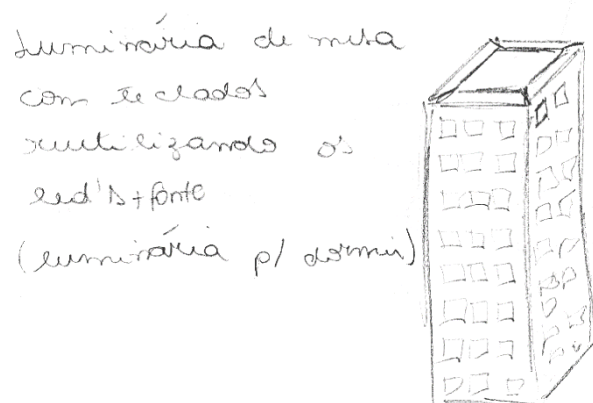 Luminária de mesa
com teclados
reutilizando os
led's + fonte
(luminária p/ dormir)